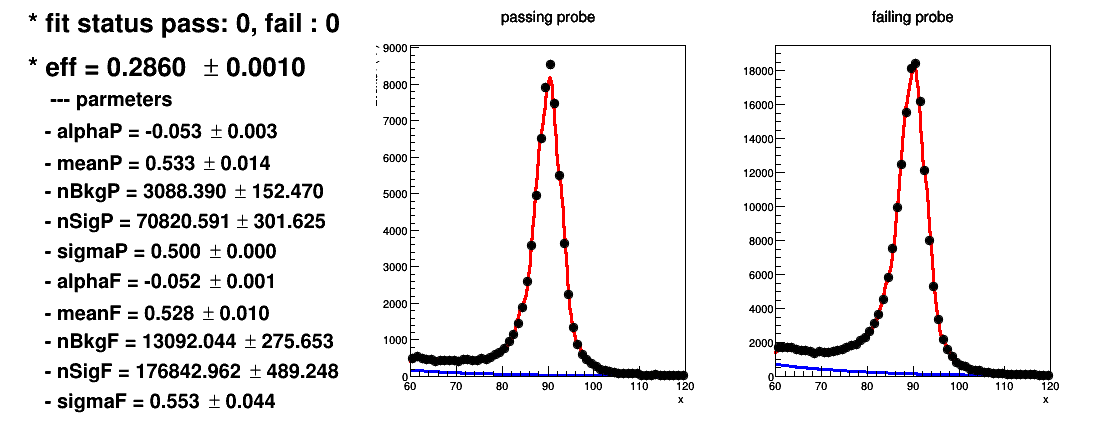 * fit status pass: 0, fail : 0
* eff = 0.2860 ± 0.0010
--- parmeters
- alphaP = -0.053 ± 0.003
- meanP = 0.533 ± 0.014
- nBkgP = 3088.390 ± 152.470
- nSigP = 70820.591 ± 301.625
- sigmaP = 0.500 ± 0.000
- alphaF = -0.052 ± 0.001
- meanF = 0.528 ± 0.010
- nBkgF = 13092.044 ± 275.653
- nSigF = 176842.962 ± 489.248
- sigmaF = 0.553 ± 0.044
passing probe
9000
8000
7000
6000
5000
4000
3000
2000
1000
0
60 70 80 90 100 110 120
x
failing probe
18000
16000
14000
12000
10000
8000
6000
4000
2000
0
60 70 80 90 100 110 120
x